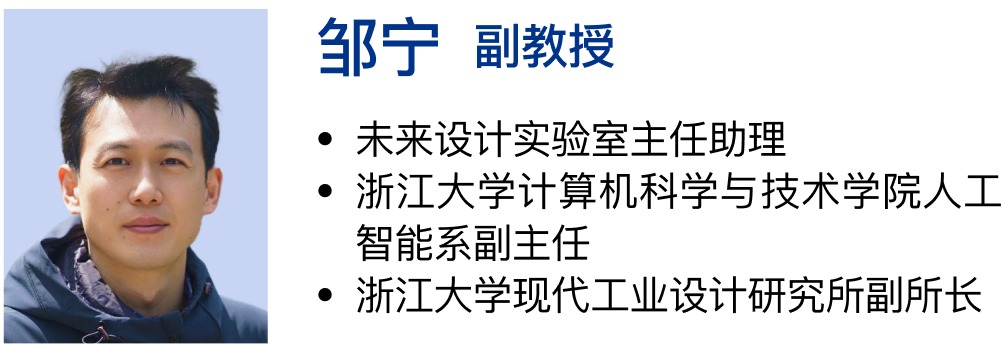 邹宁 副教授
• 未来设计实验室主任助理
• 浙江大学计算机科学与技术学院人工
智能系副主任
• 浙江大学现代工业设计研究所副所长